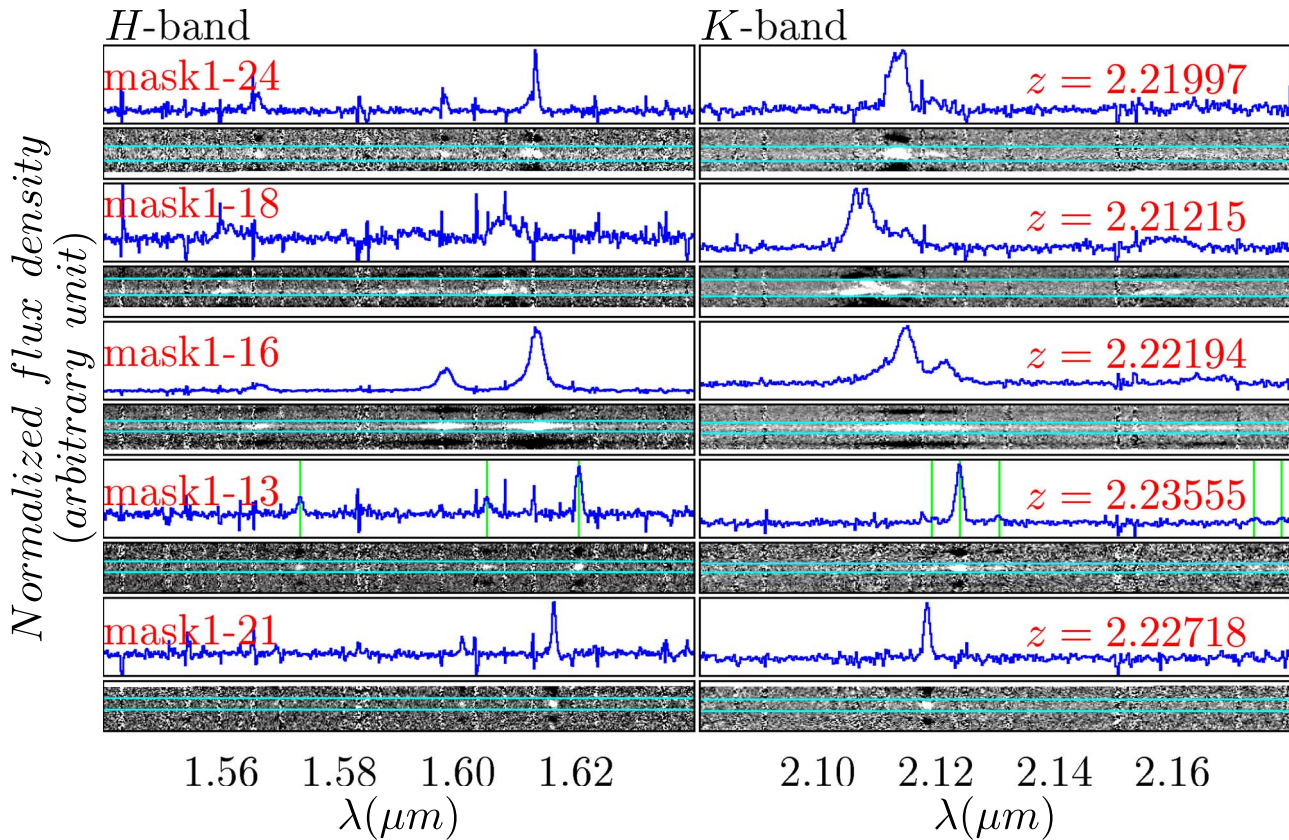 H-band
K-band
Normalized flux density
(arbitrary unit)
mask1-24
z = 2.21997
mask1-18
z = 2.21215
mask1-16
z = 2.22194
mask1-13
z = 2.23555
mask1-21
z = 2.22718
1.56 1.58 1.60 1.62
2.10 2.12 2.14 2.16
λ(μm)
λ(μm)